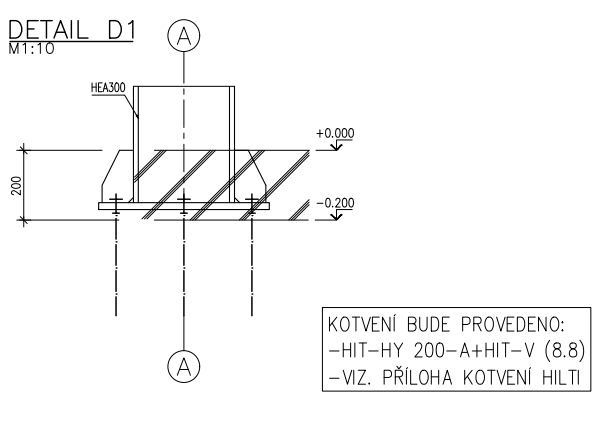 DETAIL D1
M1:10
A
HEA300
+0.000
200
-0.200
A
KOTVENÍ BUDE PROVEDENO:
-HIT-HY 200-A+HIT-V (8.8)
-VIZ. PŘÍLOHA KOTVENÍ HILTI